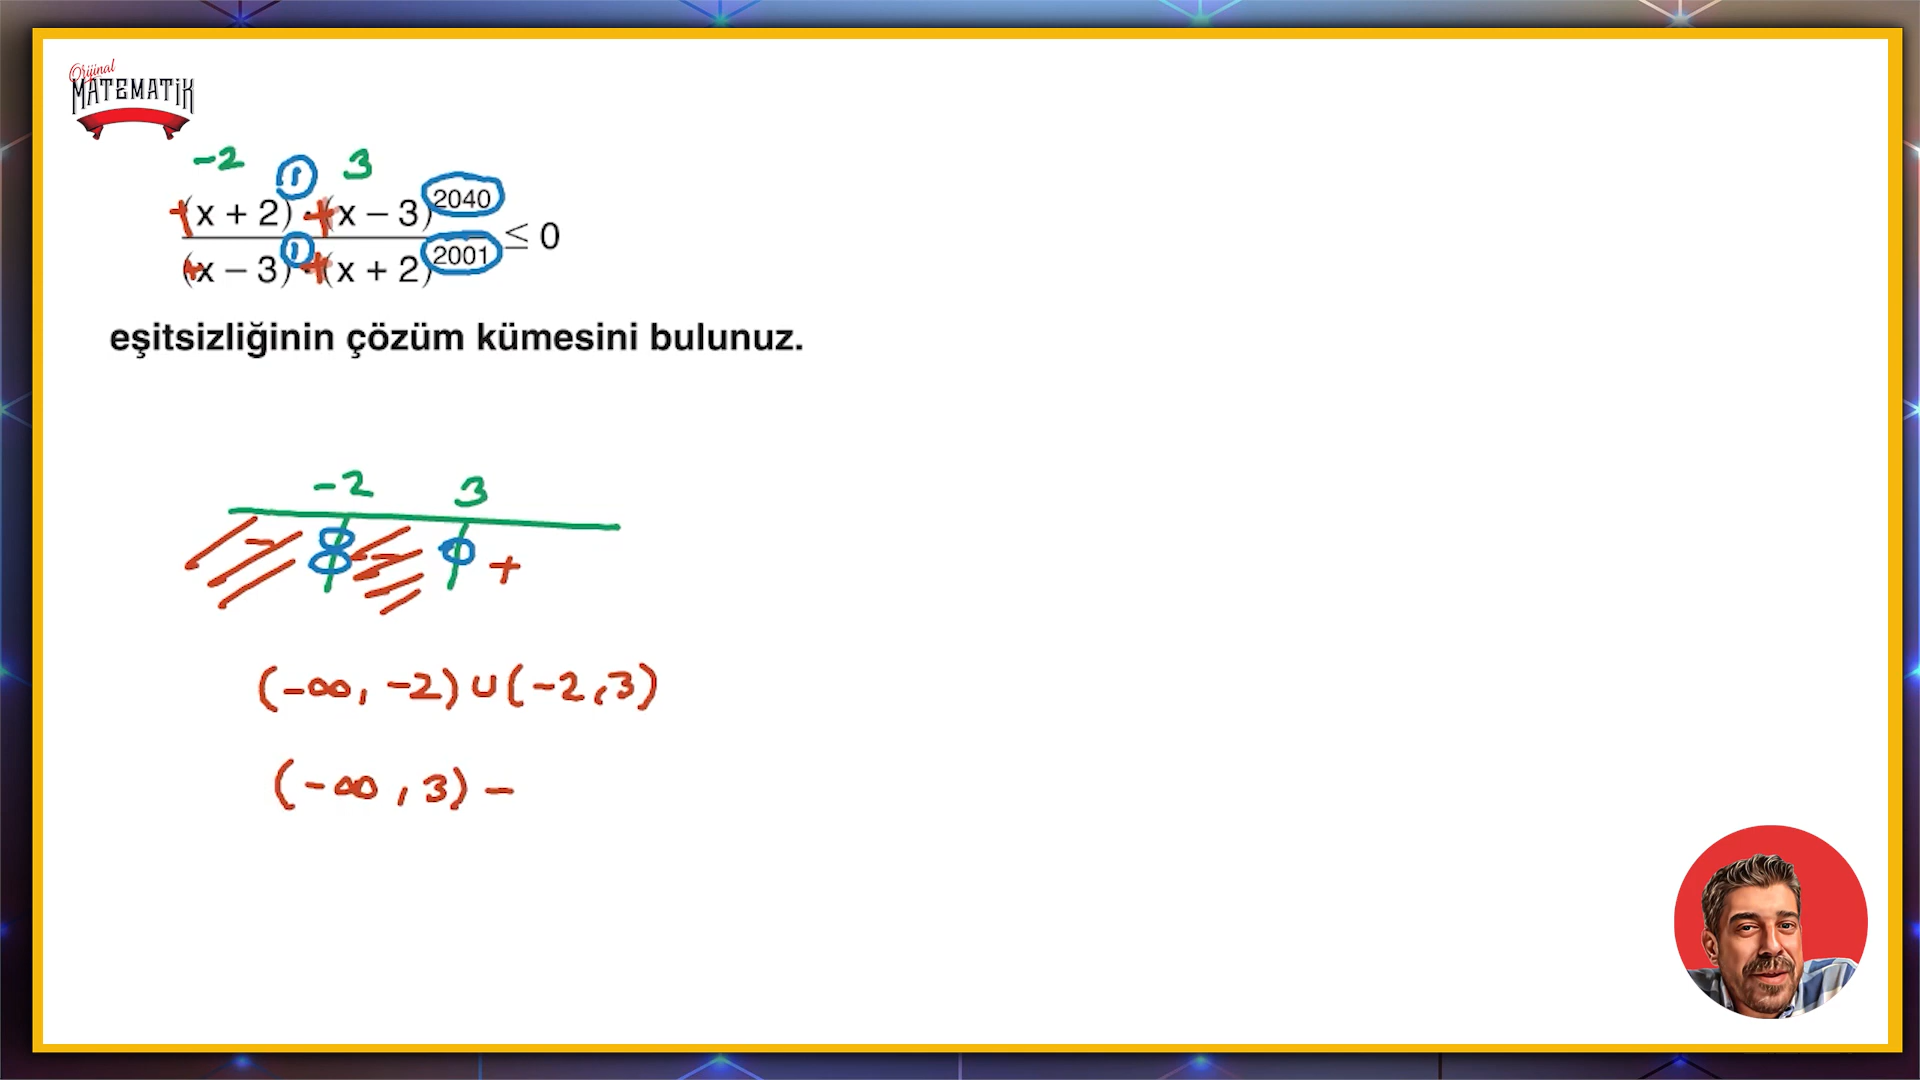 Orijinal
MATEMATİK
-2 1 3
(x + 2) · (x − 3)^2040
(x − 3)^1 · (x + 2)^2001 ≤ 0
eşitsizliğinin çözüm kümesini bulunuz.
-2 3
- - +
(-∞, -2) ∪ (-2, 3)
(-∞, 3) -